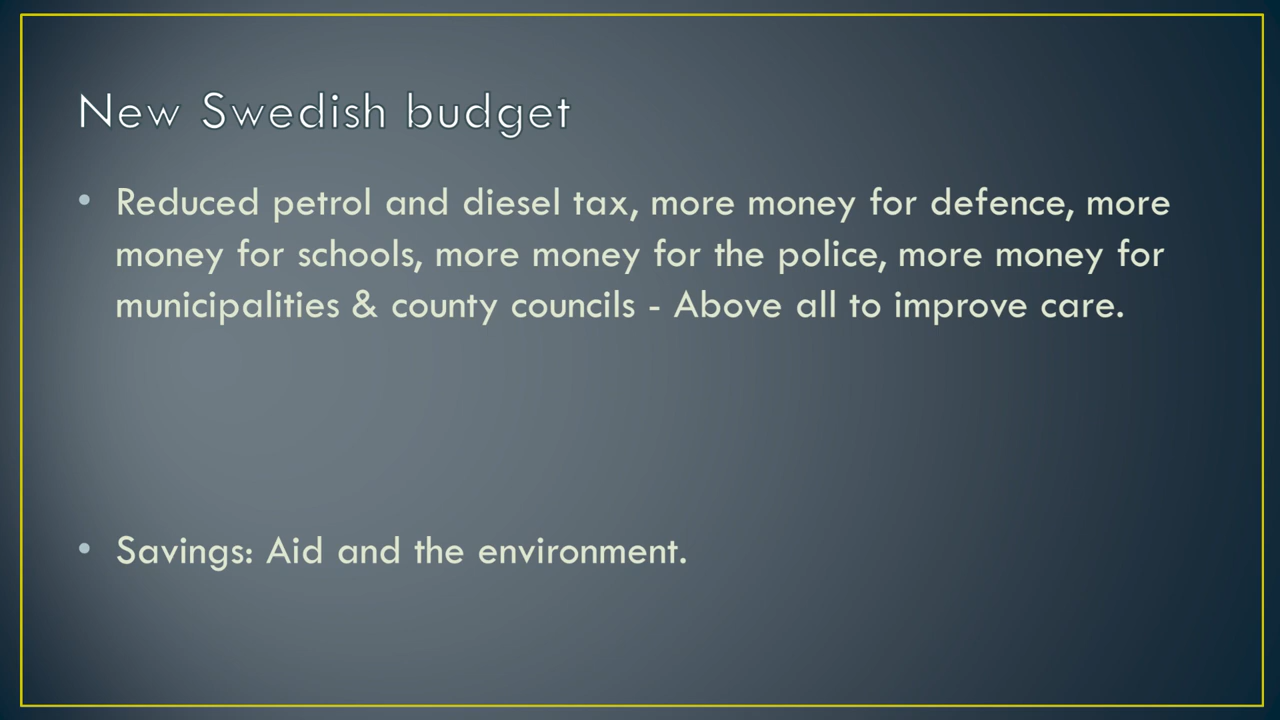 New Swedish budget
• Reduced petrol and diesel tax, more money for defence, more
money for schools, more money for the police, more money for
municipalities & county councils - Above all to improve care.
• Savings: Aid and the environment.